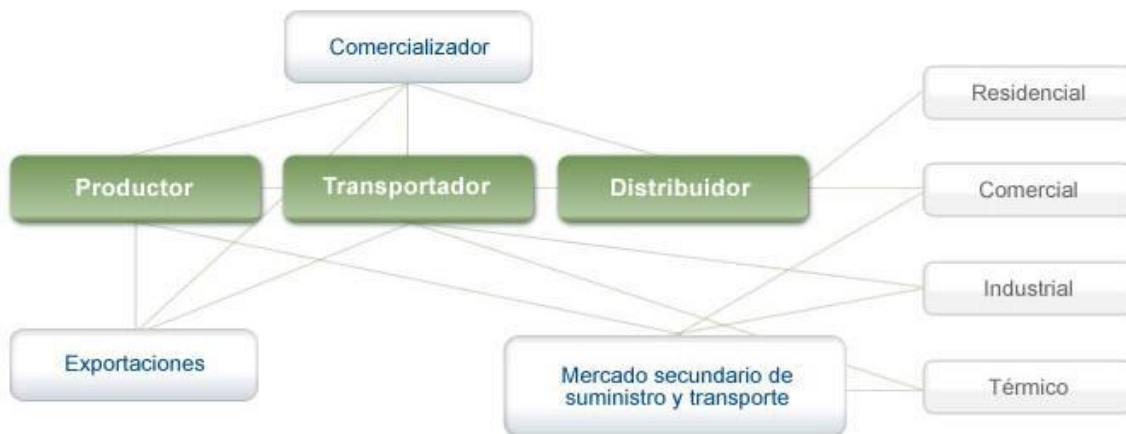 Comercializador
Residencial
Productor
Transportador
Distribuidor
Comercial
Industrial
Exportaciones
Mercado secundario de
suministro y transporte
Térmico